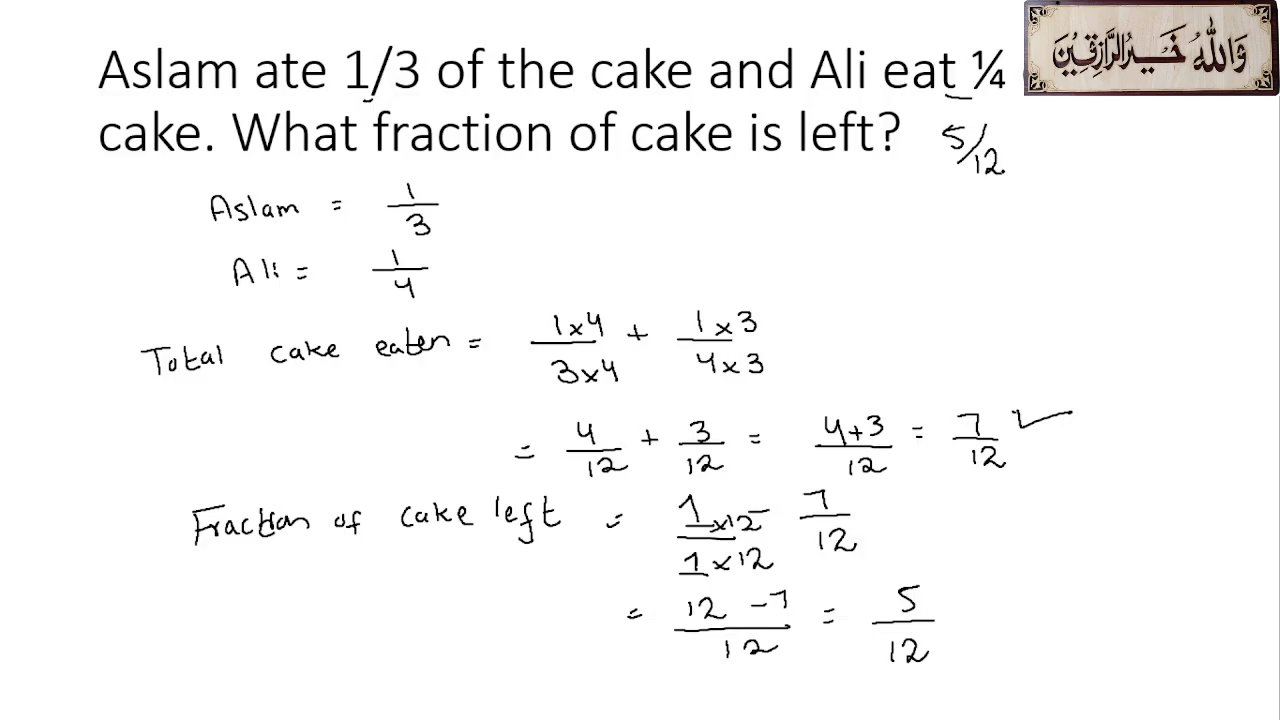 Aslam ate 1/3 of the cake and Ali eat ¼
cake. What fraction of cake is left? 5/12
وَاللّٰهُ خَيْرُ الرَّازِقِيْنَ
Aslam = 1/3
Ali = 1/4
Total cake eaten = 1x4/3x4 + 1x3/4x3
= 4/12 + 3/12 = 4+3/12 = 7/12 ✓
Fraction of cake left = 1x12/1x12 - 7/12
= 12 - 7/12 = 5/12